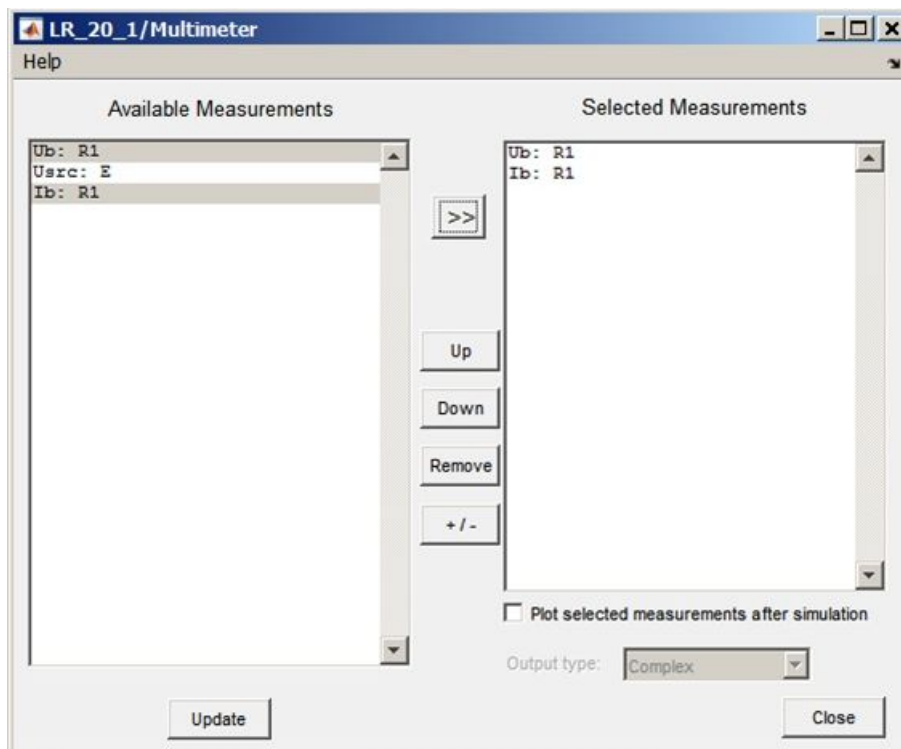 LR_20_1/Multimeter
Help
Available Measurements
Ub: R1
Usrc: E
Ib: R1
>>
Up
Down
Remove
+ / -
Selected Measurements
Ub: R1
Ib: R1
Plot selected measurements after simulation
Output type: Complex
Update
Close